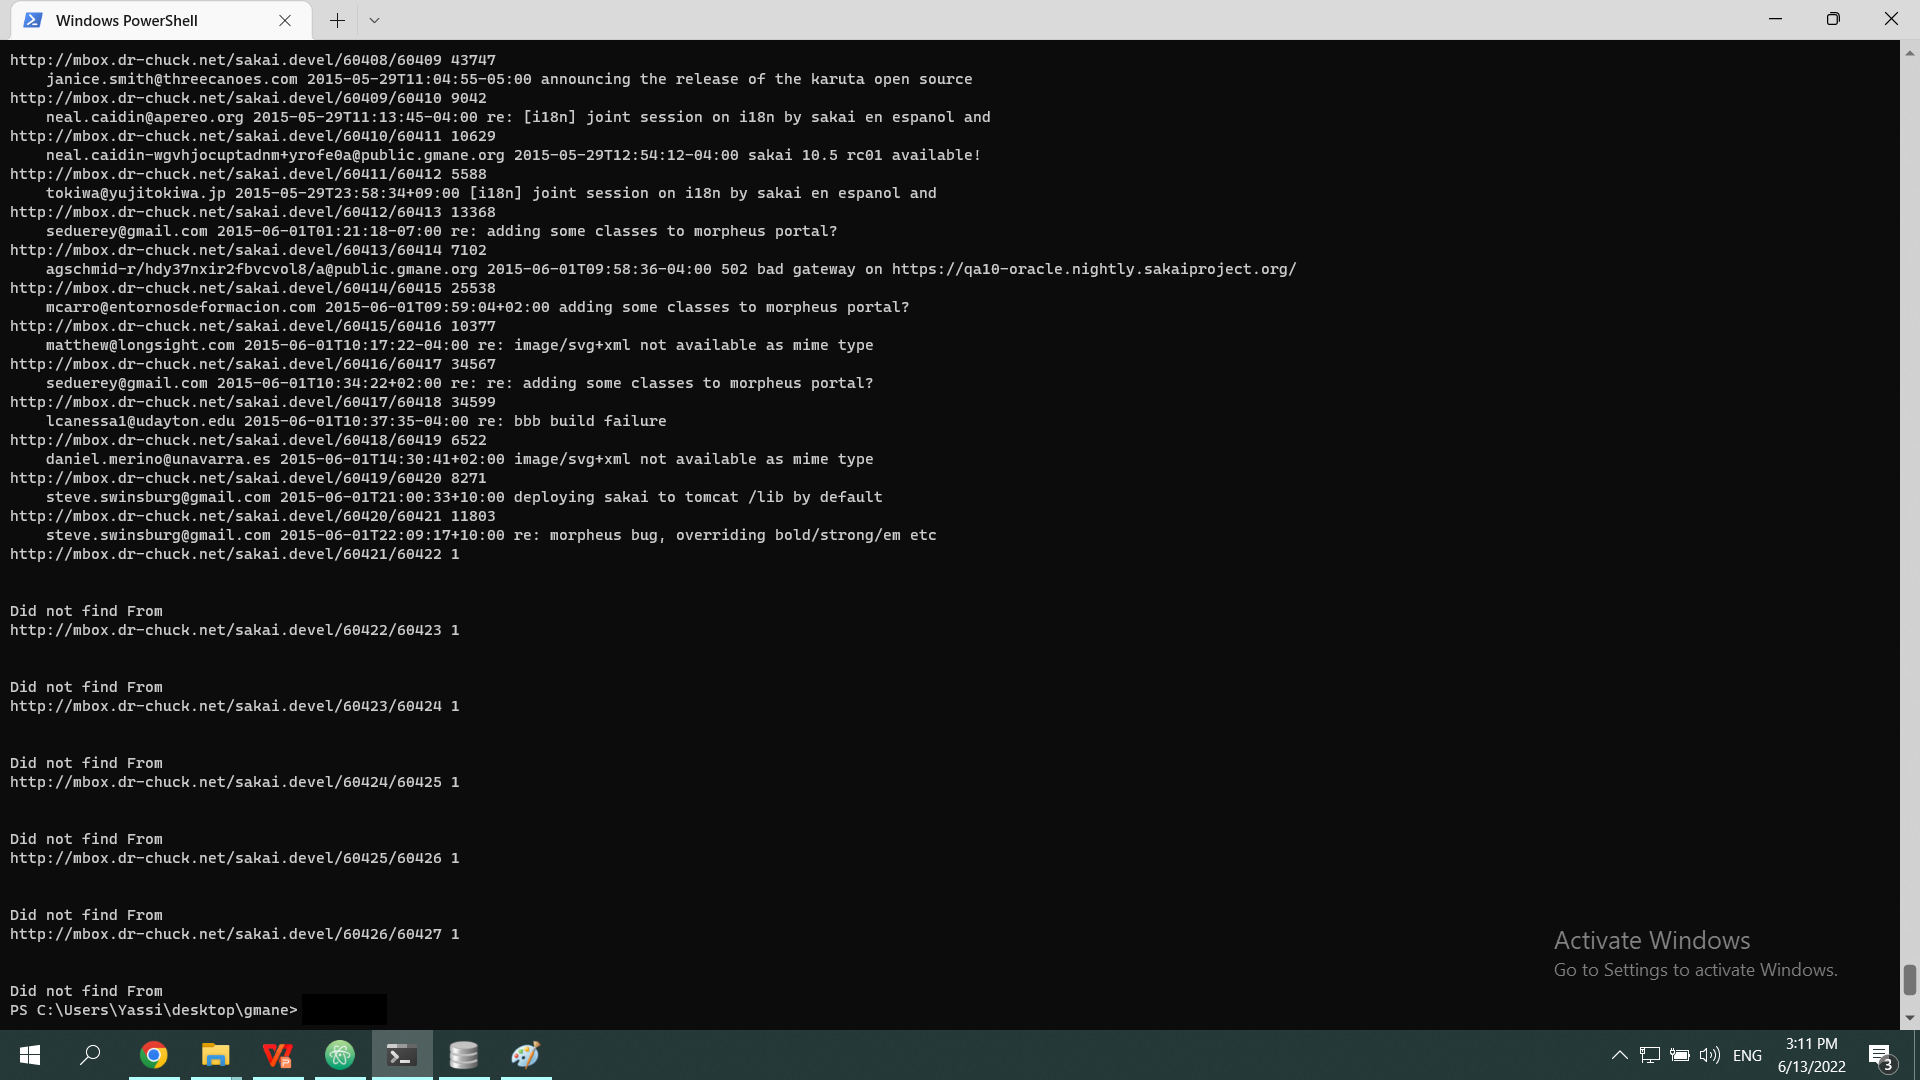 Windows PowerShell
http://mbox.dr-chuck.net/sakai.devel/60408/60409 43747
janice.smith@threecanoes.com 2015-05-29T11:04:55-05:00 announcing the release of the karuta open source
http://mbox.dr-chuck.net/sakai.devel/60409/60410 9042
neal.caidin@apereo.org 2015-05-29T11:13:45-04:00 re: [i18n] joint session on i18n by sakai en espanol and
http://mbox.dr-chuck.net/sakai.devel/60410/60411 10629
neal.caidin-wgvhjocuptadnm+yrofe0a@public.gmane.org 2015-05-29T12:54:12-04:00 sakai 10.5 rc01 available!
http://mbox.dr-chuck.net/sakai.devel/60411/60412 5588
tokiwa@yujitokiwa.jp 2015-05-29T23:58:34+09:00 [i18n] joint session on i18n by sakai en espanol and
http://mbox.dr-chuck.net/sakai.devel/60412/60413 13368
seduerey@gmail.com 2015-06-01T01:21:18-07:00 re: adding some classes to morpheus portal?
http://mbox.dr-chuck.net/sakai.devel/60413/60414 7102
agschmid-r/hdy37nxir2fbvcvol8/a@public.gmane.org 2015-06-01T09:58:36-04:00 502 bad gateway on https://qa10-oracle.nightly.sakaiproject.org/
http://mbox.dr-chuck.net/sakai.devel/60414/60415 25538
mcarro@entornosdeformacion.com 2015-06-01T09:59:04+02:00 adding some classes to morpheus portal?
http://mbox.dr-chuck.net/sakai.devel/60415/60416 10377
matthew@longsight.com 2015-06-01T10:17:22-04:00 re: image/svg+xml not available as mime type
http://mbox.dr-chuck.net/sakai.devel/60416/60417 34567
seduerey@gmail.com 2015-06-01T10:34:22+02:00 re: re: adding some classes to morpheus portal?
http://mbox.dr-chuck.net/sakai.devel/60417/60418 34599
lcanessa1@udayton.edu 2015-06-01T10:37:35-04:00 re: bbb build failure
http://mbox.dr-chuck.net/sakai.devel/60418/60419 6522
daniel.merino@unavarra.es 2015-06-01T14:30:41+02:00 image/svg+xml not available as mime type
http://mbox.dr-chuck.net/sakai.devel/60419/60420 8271
steve.swinsburg@gmail.com 2015-06-01T21:00:33+10:00 deploying sakai to tomcat /lib by default
http://mbox.dr-chuck.net/sakai.devel/60420/60421 11803
steve.swinsburg@gmail.com 2015-06-01T22:09:17+10:00 re: morpheus bug, overriding bold/strong/em etc
http://mbox.dr-chuck.net/sakai.devel/60421/60422 1
Did not find From
http://mbox.dr-chuck.net/sakai.devel/60422/60423 1
Did not find From
http://mbox.dr-chuck.net/sakai.devel/60423/60424 1
Did not find From
http://mbox.dr-chuck.net/sakai.devel/60424/60425 1
Did not find From
http://mbox.dr-chuck.net/sakai.devel/60425/60426 1
Did not find From
http://mbox.dr-chuck.net/sakai.devel/60426/60427 1
Did not find From
PS C:\Users\Yassi\desktop\gmane>
Activate Windows
Go to Settings to activate Windows.
ENG
3:11 PM
6/13/2022
3